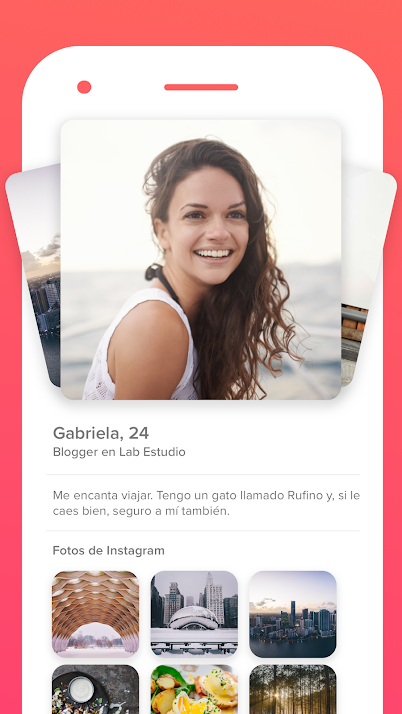 Gabriela, 24
Blogger en Lab Estudio
Me encanta viajar. Tengo un gato llamado Rufino y, si le
caes bien, seguro a mí también.
Fotos de Instagram